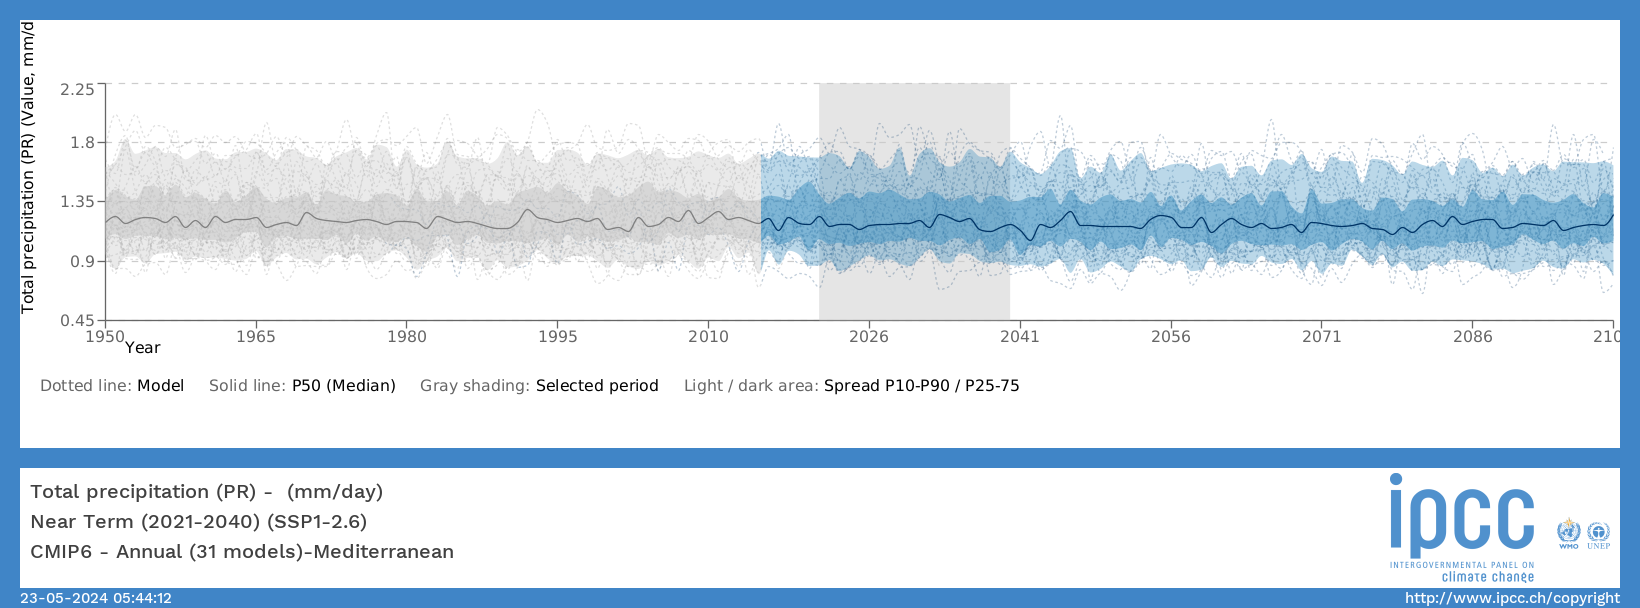 Total precipitation (PR) (Value, mm/d
2.25
1.8
1.35
0.9
0.45
1950 1965 1980 1995 2010 2026 2041 2056 2071 2086 210
Year
Dotted line: Model Solid line: P50 (Median) Gray shading: Selected period Light / dark area: Spread P10-P90 / P25-75
Total precipitation (PR) - (mm/day)
Near Term (2021-2040) (SSP1-2.6)
CMIP6 - Annual (31 models)-Mediterranean
ipcc
INTERGOVERNMENTAL PANEL ON
climate change
WMO UNEP
23-05-2024 05:44:12 http://www.ipcc.ch/copyright